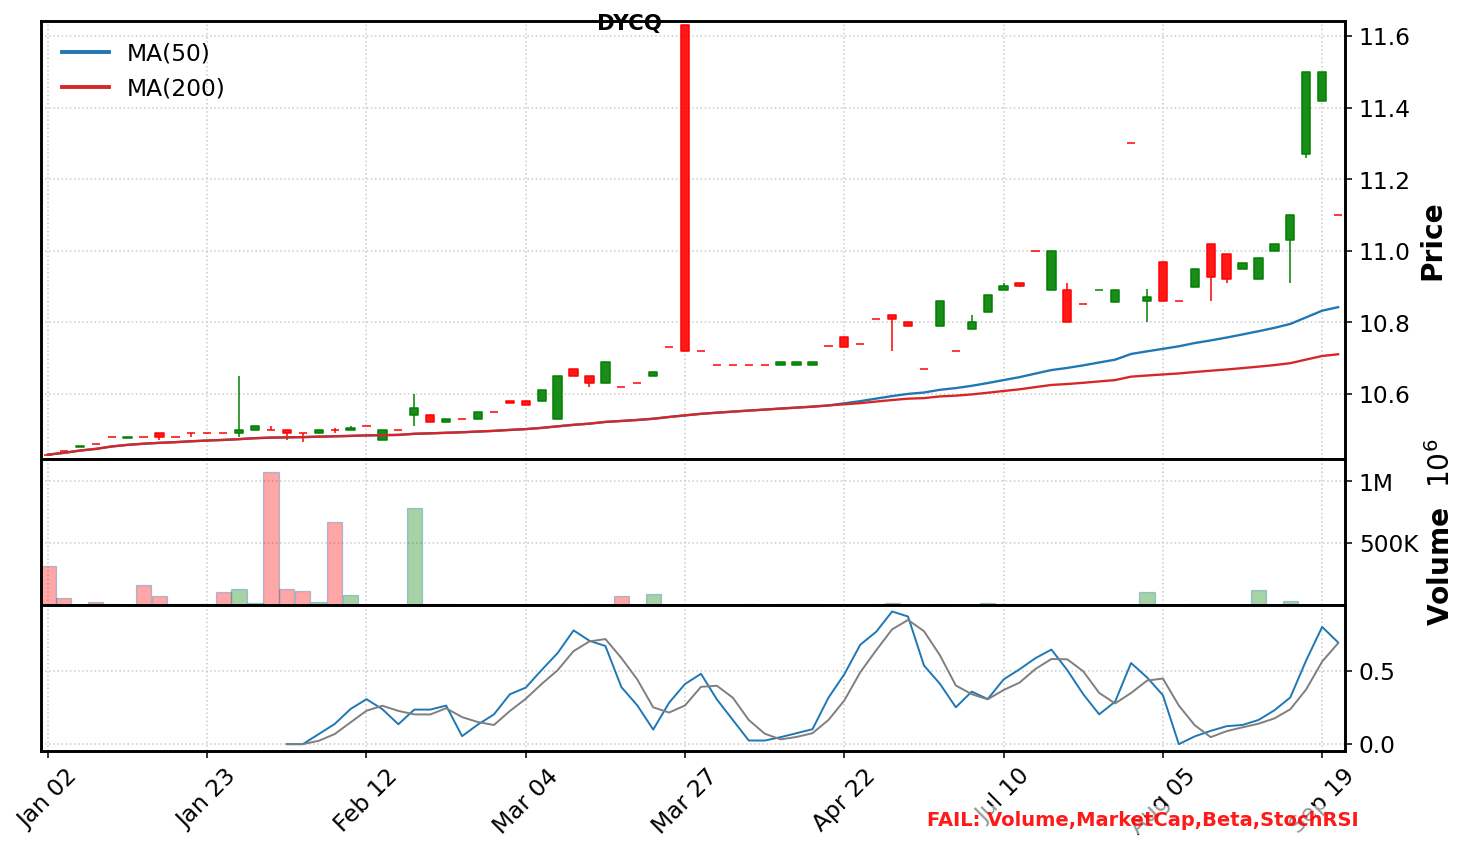 DYCQ
MA(50)
MA(200)
11.6
11.4
11.2
11.0
10.8
10.6
Price
1M
500K
Volume 10⁶
0.5
0.0
Jan 02
Jan 23
Feb 12
Mar 04
Mar 27
Apr 22
Jul 10
Aug 05
Sep 19
FAIL: Volume,MarketCap,Beta,StochRSI